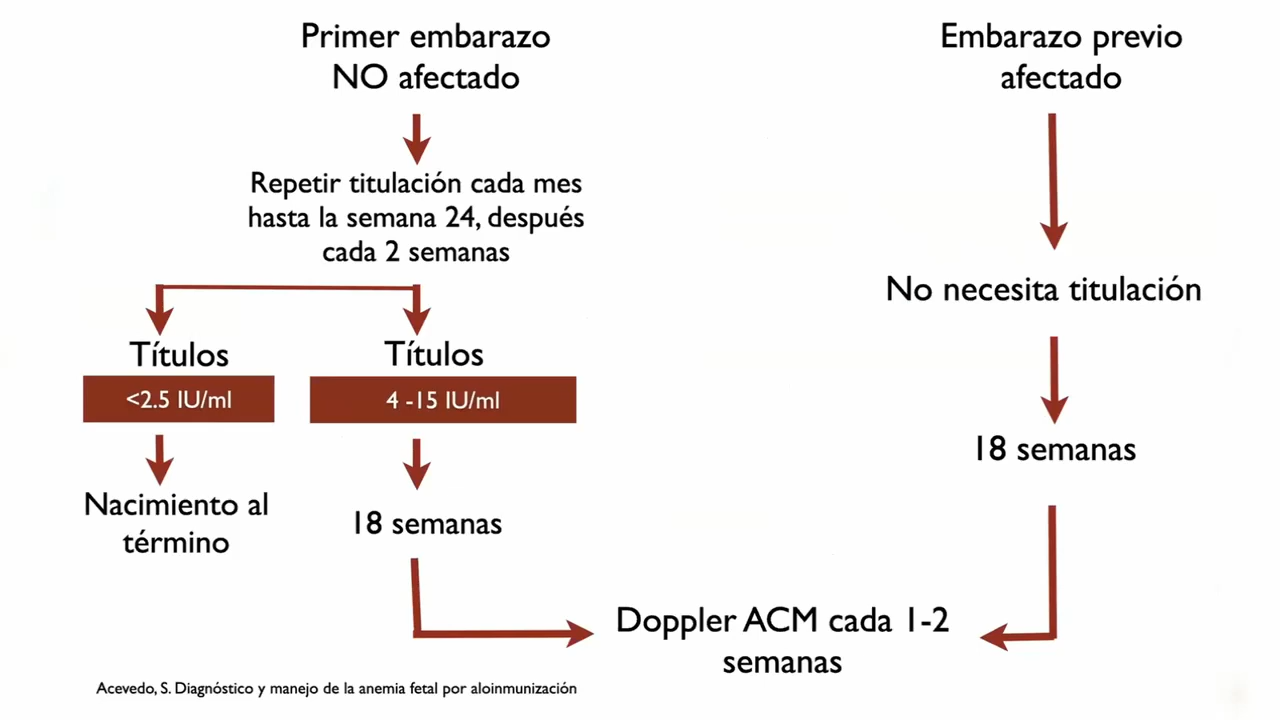 Primer embarazo
NO afectado
Repetir titulación cada mes
hasta la semana 24, después
cada 2 semanas
Títulos
<2.5 IU/ml
Nacimiento al
término
Títulos
4 -15 IU/ml
18 semanas
Embarazo previo
afectado
No necesita titulación
18 semanas
Doppler ACM cada 1-2
semanas
Acevedo, S. Diagnóstico y manejo de la anemia fetal por aloinmunización